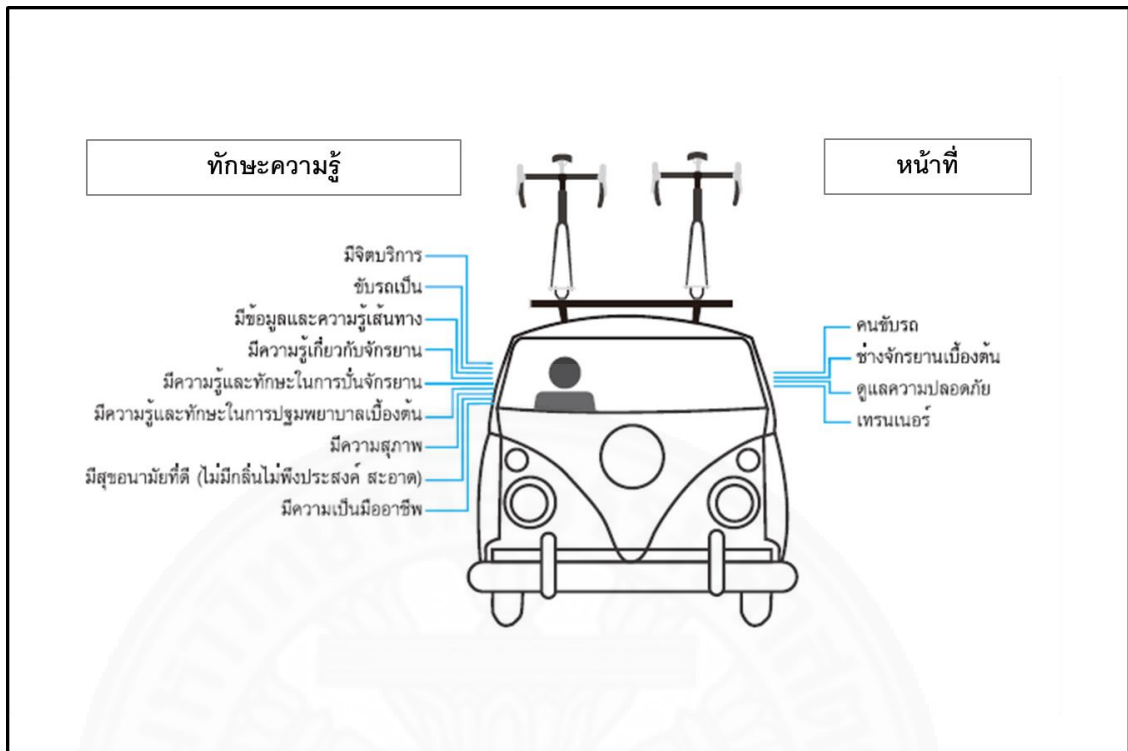 ทักษะความรู้
หน้าที่
มีจิตบริการ
ขับรถเป็น
มีข้อมูลและความรู้เส้นทาง
มีความรู้เกี่ยวกับจักรยาน
มีความรู้และทักษะในการปั่นจักรยาน
มีความรู้และทักษะในการปฐมพยาบาลเบื้องต้น
มีความสุภาพ
มีสุขอนามัยที่ดี (ไม่มีกลิ่นไม่พึงประสงค์ สะอาด)
มีความเป็นมืออาชีพ
คนขับรถ
ช่างจักรยานเบื้องต้น
ดูแลความปลอดภัย
เทรนเนอร์